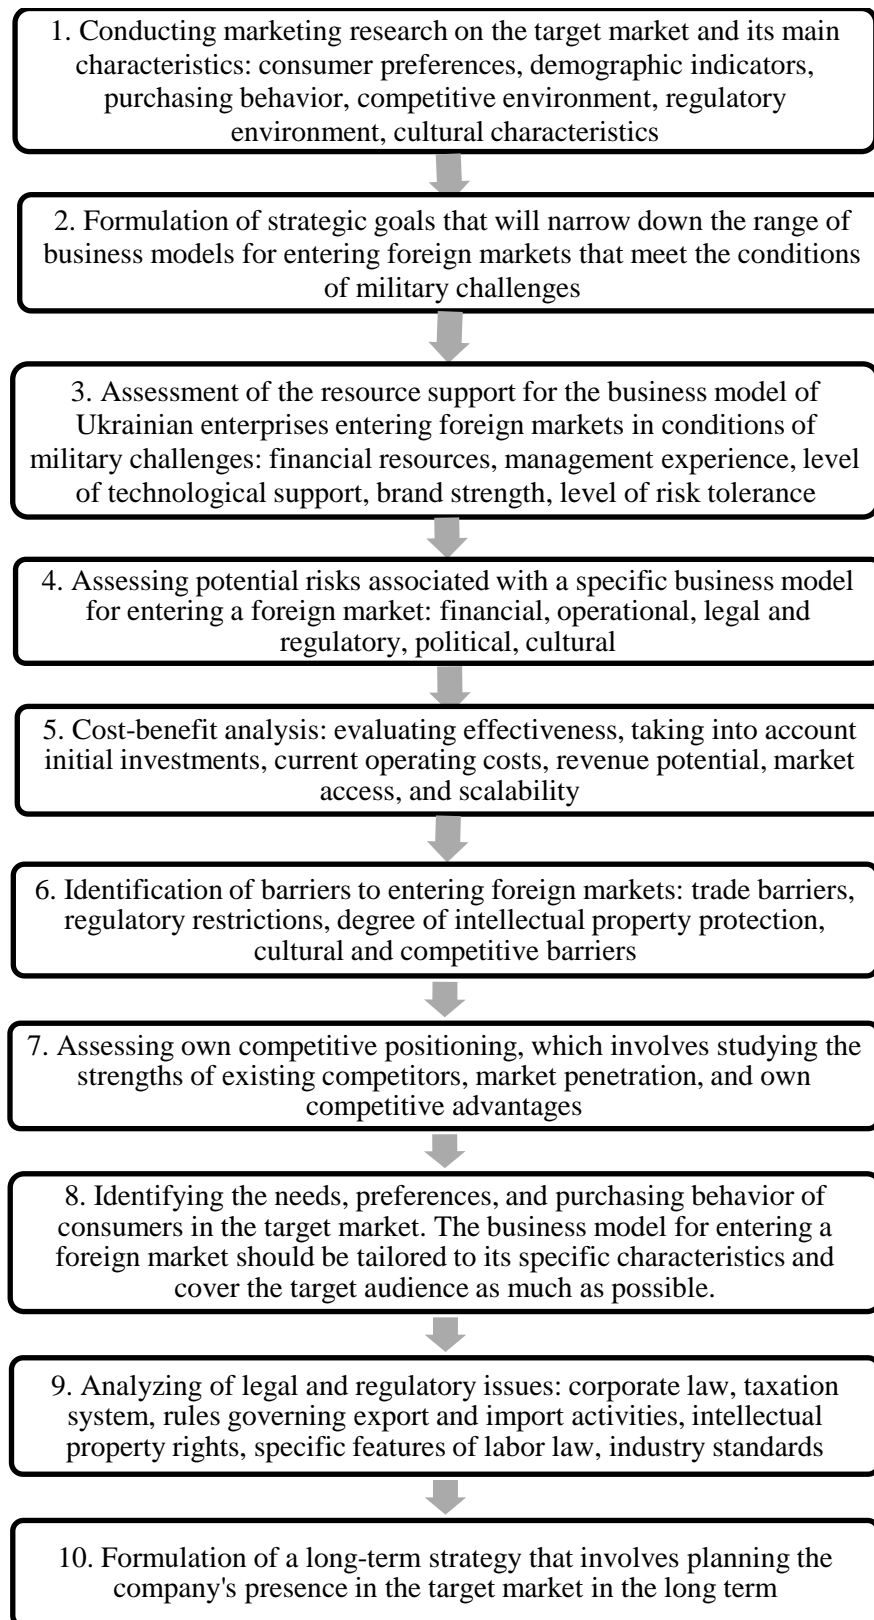 1. Conducting marketing research on the target market and its main
characteristics: consumer preferences, demographic indicators,
purchasing behavior, competitive environment, regulatory
environment, cultural characteristics
2. Formulation of strategic goals that will narrow down the range of
business models for entering foreign markets that meet the conditions
of military challenges
3. Assessment of the resource support for the business model of
Ukrainian enterprises entering foreign markets in conditions of
military challenges: financial resources, management experience, level
of technological support, brand strength, level of risk tolerance
4. Assessing potential risks associated with a specific business model
for entering a foreign market: financial, operational, legal and
regulatory, political, cultural
5. Cost-benefit analysis: evaluating effectiveness, taking into account
initial investments, current operating costs, revenue potential, market
access, and scalability
6. Identification of barriers to entering foreign markets: trade barriers,
regulatory restrictions, degree of intellectual property protection,
cultural and competitive barriers
7. Assessing own competitive positioning, which involves studying the
strengths of existing competitors, market penetration, and own
competitive advantages
8. Identifying the needs, preferences, and purchasing behavior of
consumers in the target market. The business model for entering a
foreign market should be tailored to its specific characteristics and
cover the target audience as much as possible.
9. Analyzing of legal and regulatory issues: corporate law, taxation
system, rules governing export and import activities, intellectual
property rights, specific features of labor law, industry standards
10. Formulation of a long-term strategy that involves planning the
company's presence in the target market in the long term